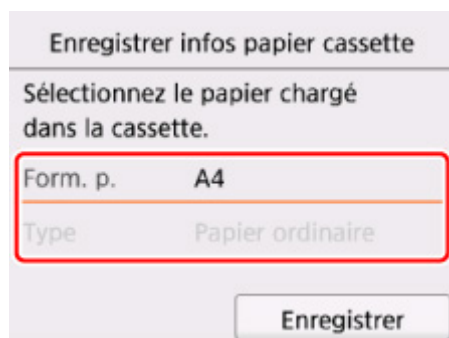 Enregistrer infos papier cassette
Sélectionnez le papier chargé
dans la cassette.
Form. p. A4
Type Papier ordinaire
Enregistrer